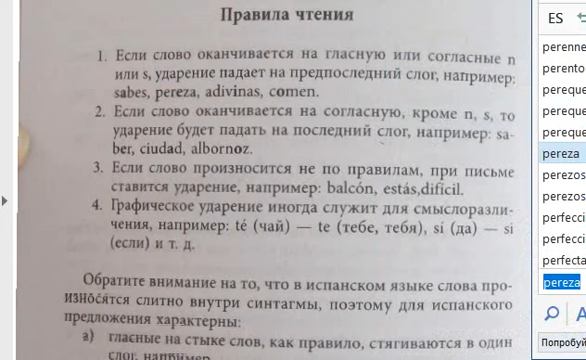 Правила чтения
1. Если слово оканчивается на гласную или согласные n
или s, ударение падает на предпоследний слог, например:
sabes, pereza, adivinas, comen.
2. Если слово оканчивается на согласную, кроме n, s, то
ударение будет падать на последний слог, например: sa-
ber, ciudad, albornoz.
3. Если слово произносится не по правилам, при письме
ставится ударение, например: balcón, estás,difícil.
4. Графическое ударение иногда служит для смыслоразли-
чения, например: té (чай) — te (тебе, тебя), sí (да) — si
(если) и т. д.
Обратите внимание на то, что в испанском языке слова про-
износятся слитно внутри синтагмы, поэтому для испанского
предложения характерны:
а) гласные на стыке слов, как правило, стягиваются в один
слог, например
ES
perenne
perento
pereque
pereque
pereque
pereza
perezos
perezos
perfecci
perfecci
perfecta
pereza
Попробуй